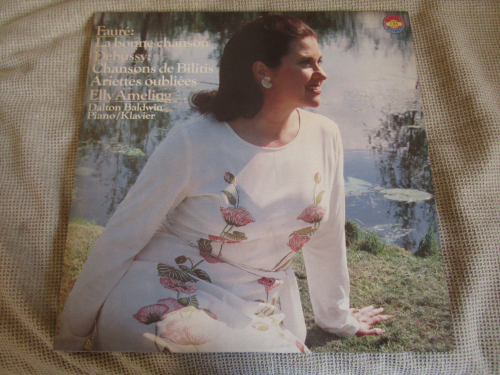 Fauré:
La bonne chanson
Debussy:
Chansons de Bilitis
Ariettes oubliées
Elly Ameling
Dalton Baldwin
Piano/Klavier